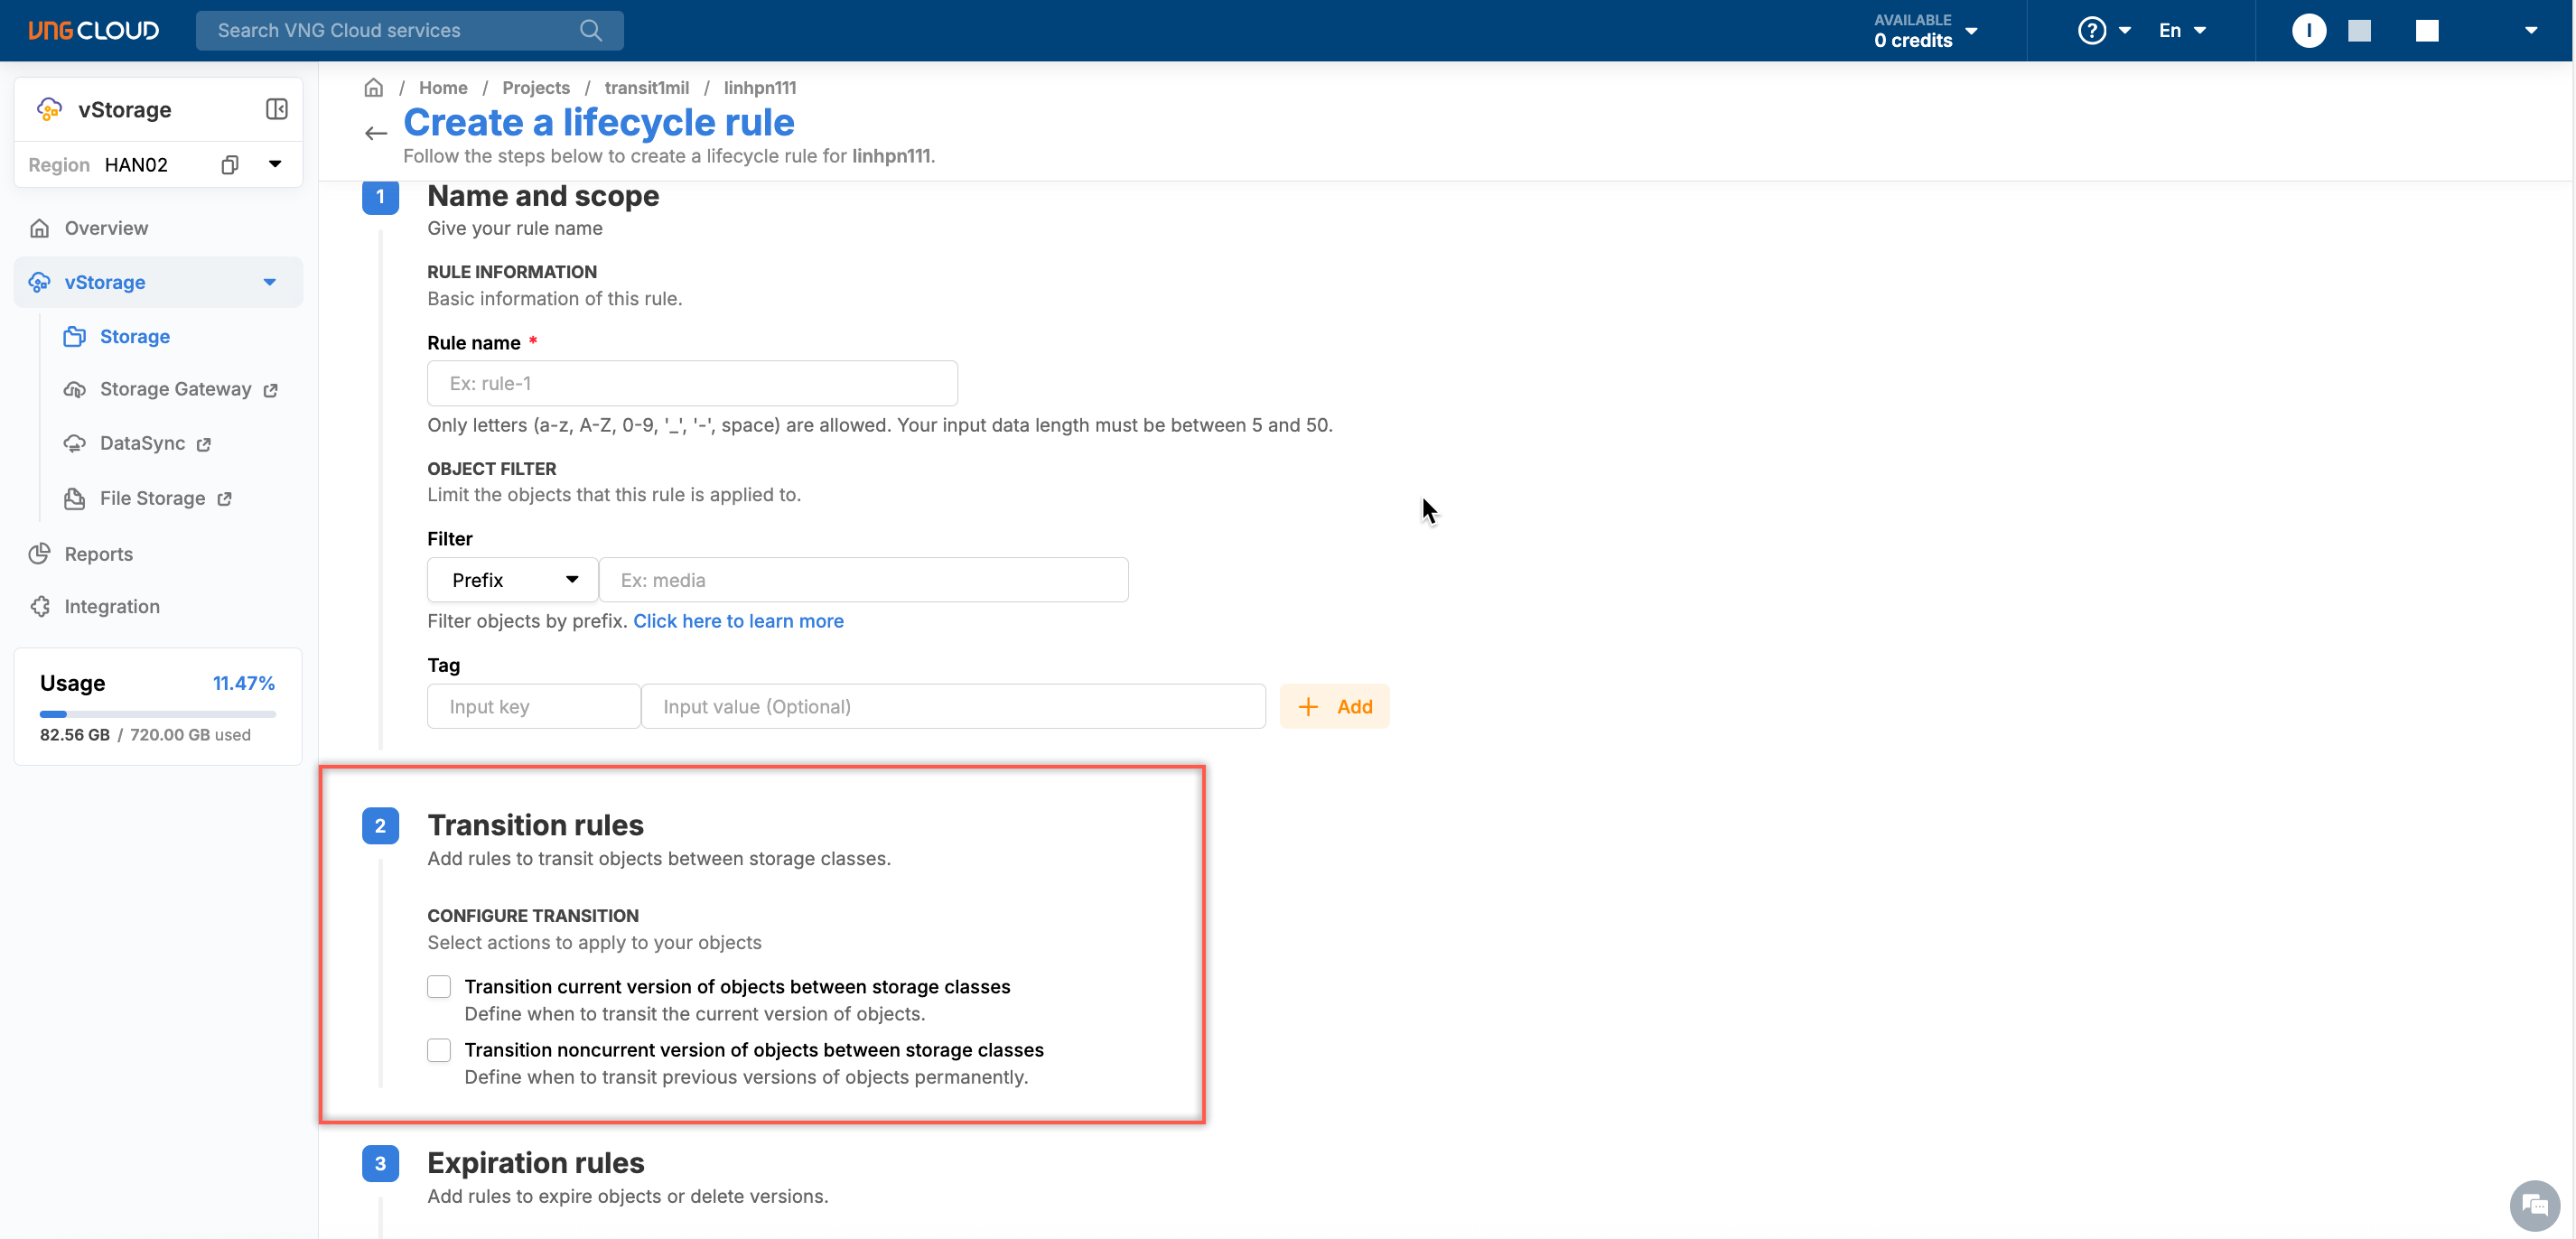 VNG CLOUD
Search VNG Cloud services
AVAILABLE
0 credits
?
En
I
vStorage
Region HAN02
Overview
vStorage
Storage
Storage Gateway
DataSync
File Storage
Reports
Integration
Usage 11.47%
82.56 GB / 720.00 GB used
/ Home / Projects / transit1mil / linhpn111
Create a lifecycle rule
Follow the steps below to create a lifecycle rule for linhpn111.
1 Name and scope
Give your rule name
RULE INFORMATION
Basic information of this rule.
Rule name *
Ex: rule-1
Only letters (a-z, A-Z, 0-9, '_', '-', space) are allowed. Your input data length must be between 5 and 50.
OBJECT FILTER
Limit the objects that this rule is applied to.
Filter
Prefix Ex: media
Filter objects by prefix. Click here to learn more
Tag
Input key Input value (Optional) + Add
2 Transition rules
Add rules to transit objects between storage classes.
CONFIGURE TRANSITION
Select actions to apply to your objects
Transition current version of objects between storage classes
Define when to transit the current version of objects.
Transition noncurrent version of objects between storage classes
Define when to transit previous versions of objects permanently.
3 Expiration rules
Add rules to expire objects or delete versions.